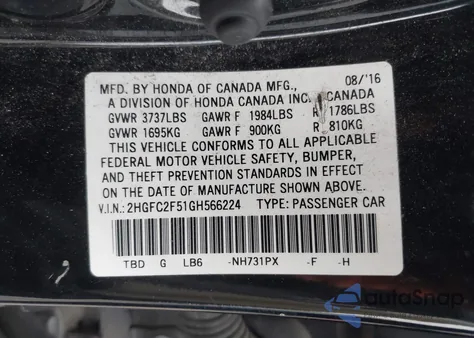 MFD. BY HONDA OF CANADA MFG., 08/'16
A DIVISION OF HONDA CANADA INC., CANADA
GVWR 3737LBS GAWR F 1984LBS R 1786LBS
GVWR 1695KG GAWR F 900KG R 810KG
THIS VEHICLE CONFORMS TO ALL APPLICABLE
FEDERAL MOTOR VEHICLE SAFETY, BUMPER,
AND THEFT PREVENTION STANDARDS IN EFFECT
ON THE DATE OF MANUFACTURE SHOWN ABOVE.
V.I.N.: 2HGFC2F51GH566224 TYPE: PASSENGER CAR
TBD G LB6 -NH731PX -F -H
autoSnap